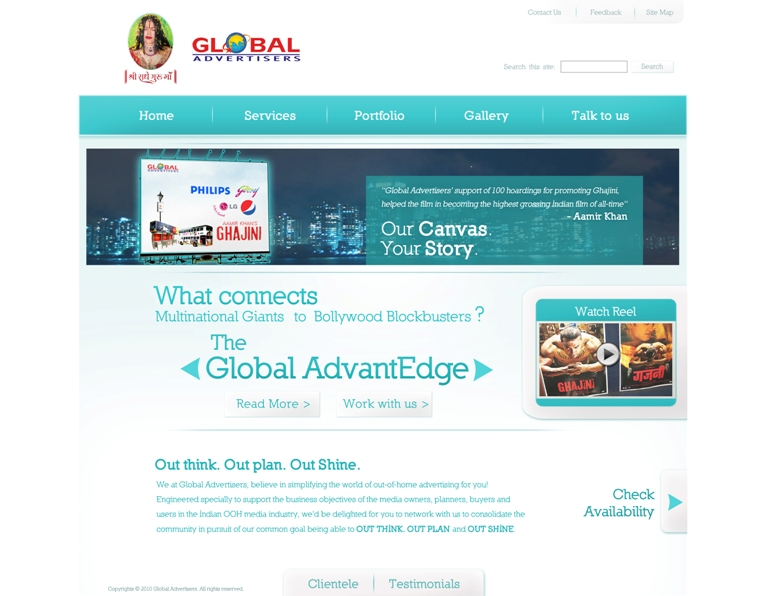 Contact Us
Feedback
Site Map
श्री राधे गुरु माँ
GLOBAL
ADVERTISERS
Search this site:
Search
Home
Services
Portfolio
Gallery
Talk to us
GLOBAL
ADVERTISERS
PHILIPS
Godrej
LG
AAMIR KHAN'S
GHAJINI
"Global Advertisers' support of 100 hoardings for promoting Ghajini,
helped the film in becoming the highest grossing Indian film of all-time"
- Aamir Khan
Our Canvas.
Your Story.
What connects
Multinational Giants to Bollywood Blockbusters ?
The
Global AdvantEdge
Read More >
Work with us >
Watch Reel
GHAJINI
गजनी
Out think. Out plan. Out Shine.
We at Global Advertisers, believe in simplifying the world of out-of-home advertising for you!
Engineered specially to support the business objectives of the media owners, planners, buyers and
users in the Indian OOH media industry, we'd be delighted for you to network with us to consolidate the
community in pursuit of our common goal being able to OUT THINK, OUT PLAN and OUT SHINE.
Check
Availability
Copyrights © 2010 Global Advertisers. All rights reserved.
Clientele
Testimonials